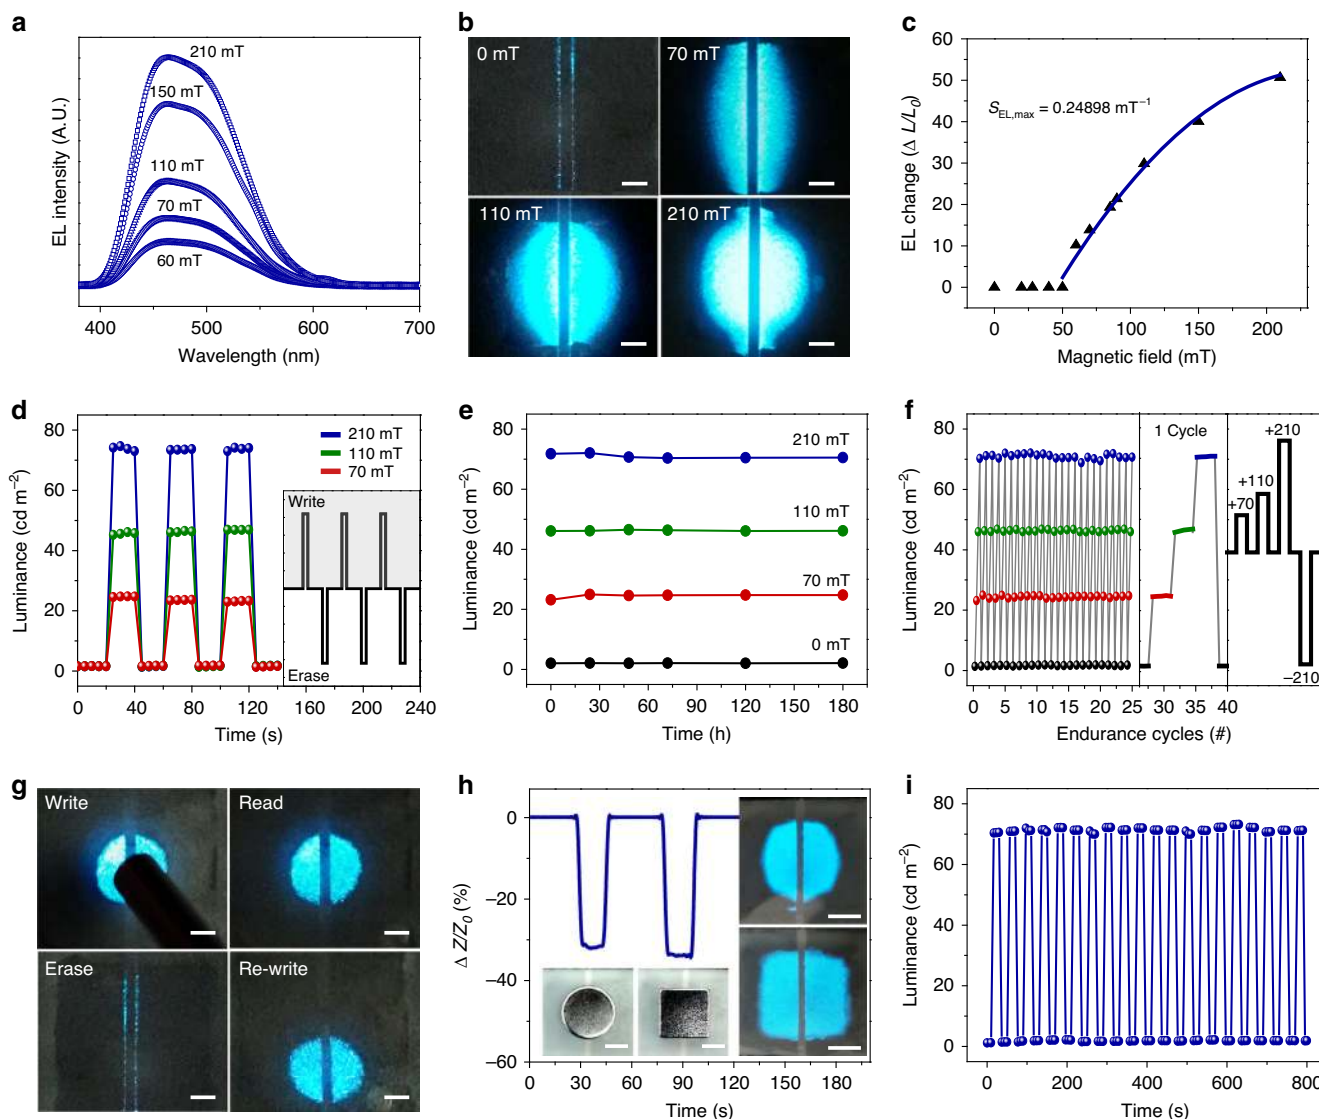 a
210 mT
150 mT
110 mT
70 mT
60 mT
EL intensity (A.U.)
400 500 600 700
Wavelength (nm)
b
0 mT
70 mT
110 mT
210 mT
c
60
50
40
30
20
10
0
EL change (Δ L/L0)
SEL,max = 0.24898 mT−1
0 50 100 150 200
Magnetic field (mT)
d
80
60
40
20
0
Luminance (cd m−2)
210 mT
110 mT
70 mT
Write
Erase
0 40 80 120 160 200 240
Time (s)
e
80
60
40
20
0
Luminance (cd m−2)
210 mT
110 mT
70 mT
0 mT
0 30 60 90 120 150 180
Time (h)
f
80
60
40
20
0
Luminance (cd m−2)
1 Cycle
+70
+110
+210
−210
0 5 10 15 20 25 30 35 40
Endurance cycles (#)
g
Write
Read
Erase
Re-write
h
0
−20
−40
−60
Δ Z/Z0 (%)
0 30 60 90 120 150 180
Time (s)
i
80
60
40
20
0
Luminance (cd m−2)
0 200 400 600 800
Time (s)